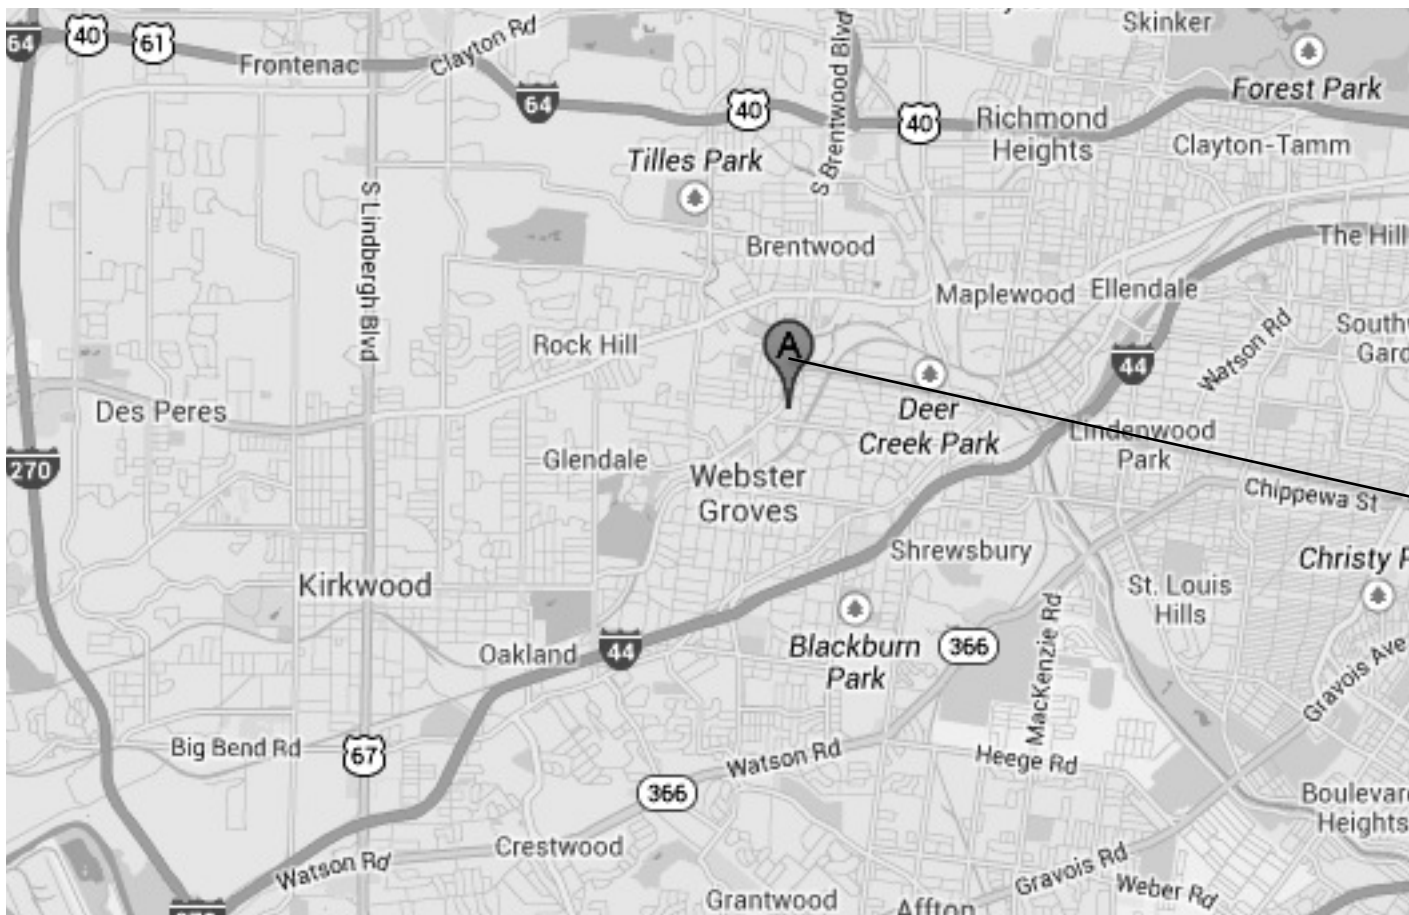 Skinker
64
40
61
Clayton Rd
Frontenac
S Brentwood Blvd
Forest Park
64
40
40
Richmond
Heights
Clayton-Tamm
Tilles Park
S Lindbergh Blvd
Brentwood
The Hill
Maplewood
Ellendale
Watson Rd
Rock Hill
A
44
Des Peres
Deer
Creek Park
Lindenwood
Park
270
Glendale
Webster
Groves
Chippewa St
Shrewsbury
Christy
Kirkwood
St. Louis
Hills
MacKenzie Rd
Oakland
44
Blackburn
Park
366
Gravois Ave
Big Bend Rd
67
Watson Rd
Heege Rd
366
Heights
Crestwood
Watson Rd
Gravois Rd
Weber Rd
Grantwood
Affton